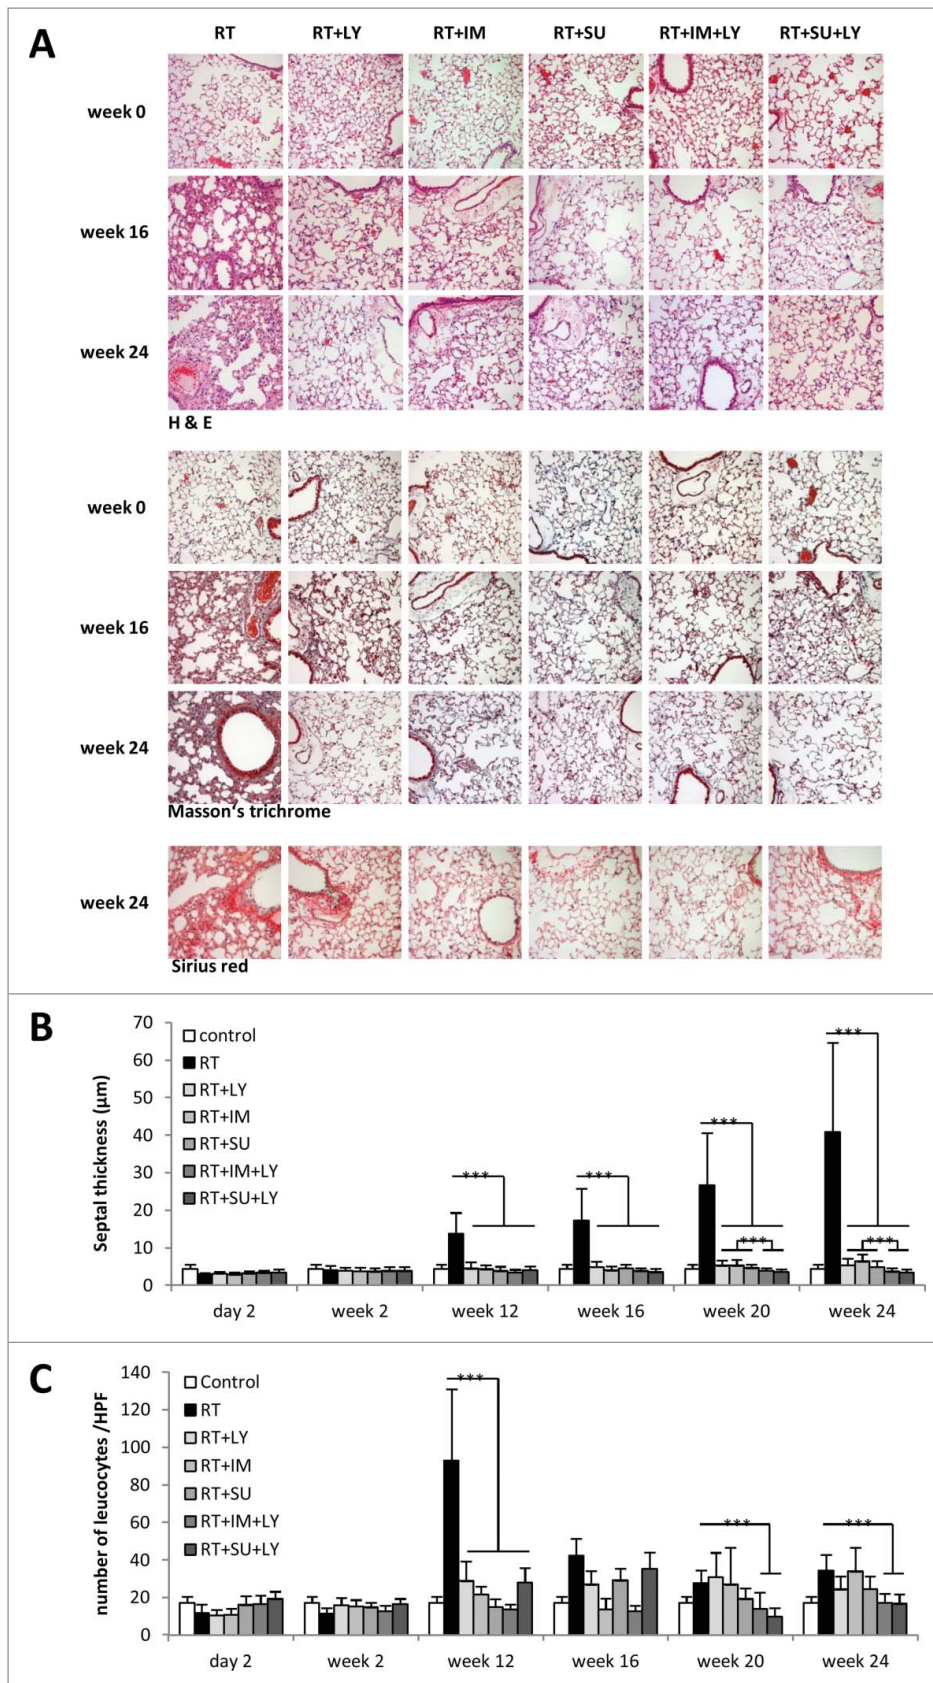 A
RT RT+LY RT+IM RT+SU RT+IM+LY RT+SU+LY
week 0
week 16
week 24
H & E
week 0
week 16
week 24
Masson's trichrome
week 24
Sirius red
B
Septal thickness (μm)
70
60
50
40
30
20
10
0
control
RT
RT+LY
RT+IM
RT+SU
RT+IM+LY
RT+SU+LY
***
***
***
***
***
***
day 2 week 2 week 12 week 16 week 20 week 24
C
number of leucocytes /HPF
140
120
100
80
60
40
20
0
Control
RT
RT+LY
RT+IM
RT+SU
RT+IM+LY
RT+SU+LY
***
***
***
day 2 week 2 week 12 week 16 week 20 week 24